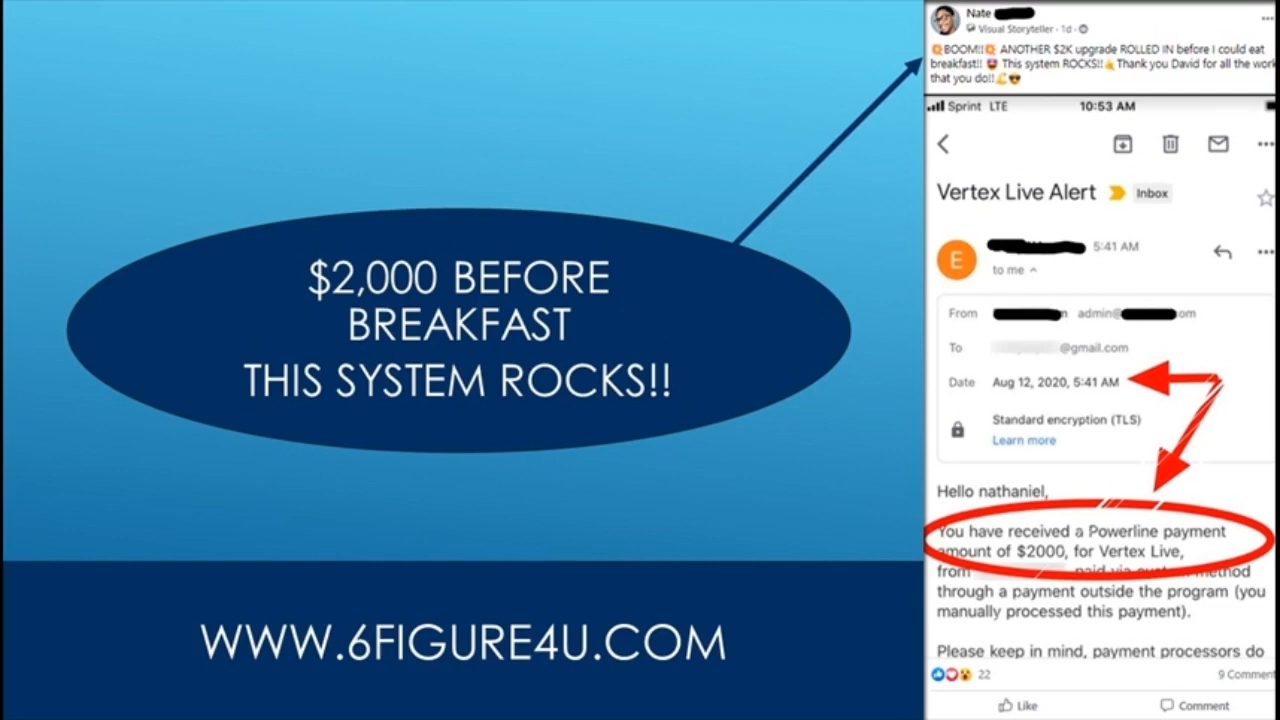 $2,000 BEFORE
BREAKFAST
THIS SYSTEM ROCKS!!
WWW.6FIGURE4U.COM
Nate
Visual Storyteller · 1d ·
💥BOOM!!💥 ANOTHER $2K upgrade ROLLED IN before I could eat
breakfast!! 🤩 This system ROCKS!!🤙Thank you David for all the work
that you do!!💪😎
Sprint LTE 10:53 AM
Vertex Live Alert Inbox
E
5:41 AM
to me
From admin@ om
To @gmail.com
Date Aug 12, 2020, 5:41 AM
Standard encryption (TLS)
Learn more
Hello nathaniel,
You have received a Powerline payment
amount of $2000, for Vertex Live,
from paid via custom method
through a payment outside the program (you
manually processed this payment).
Please keep in mind, payment processors do
22 9 Comment
Like Comment